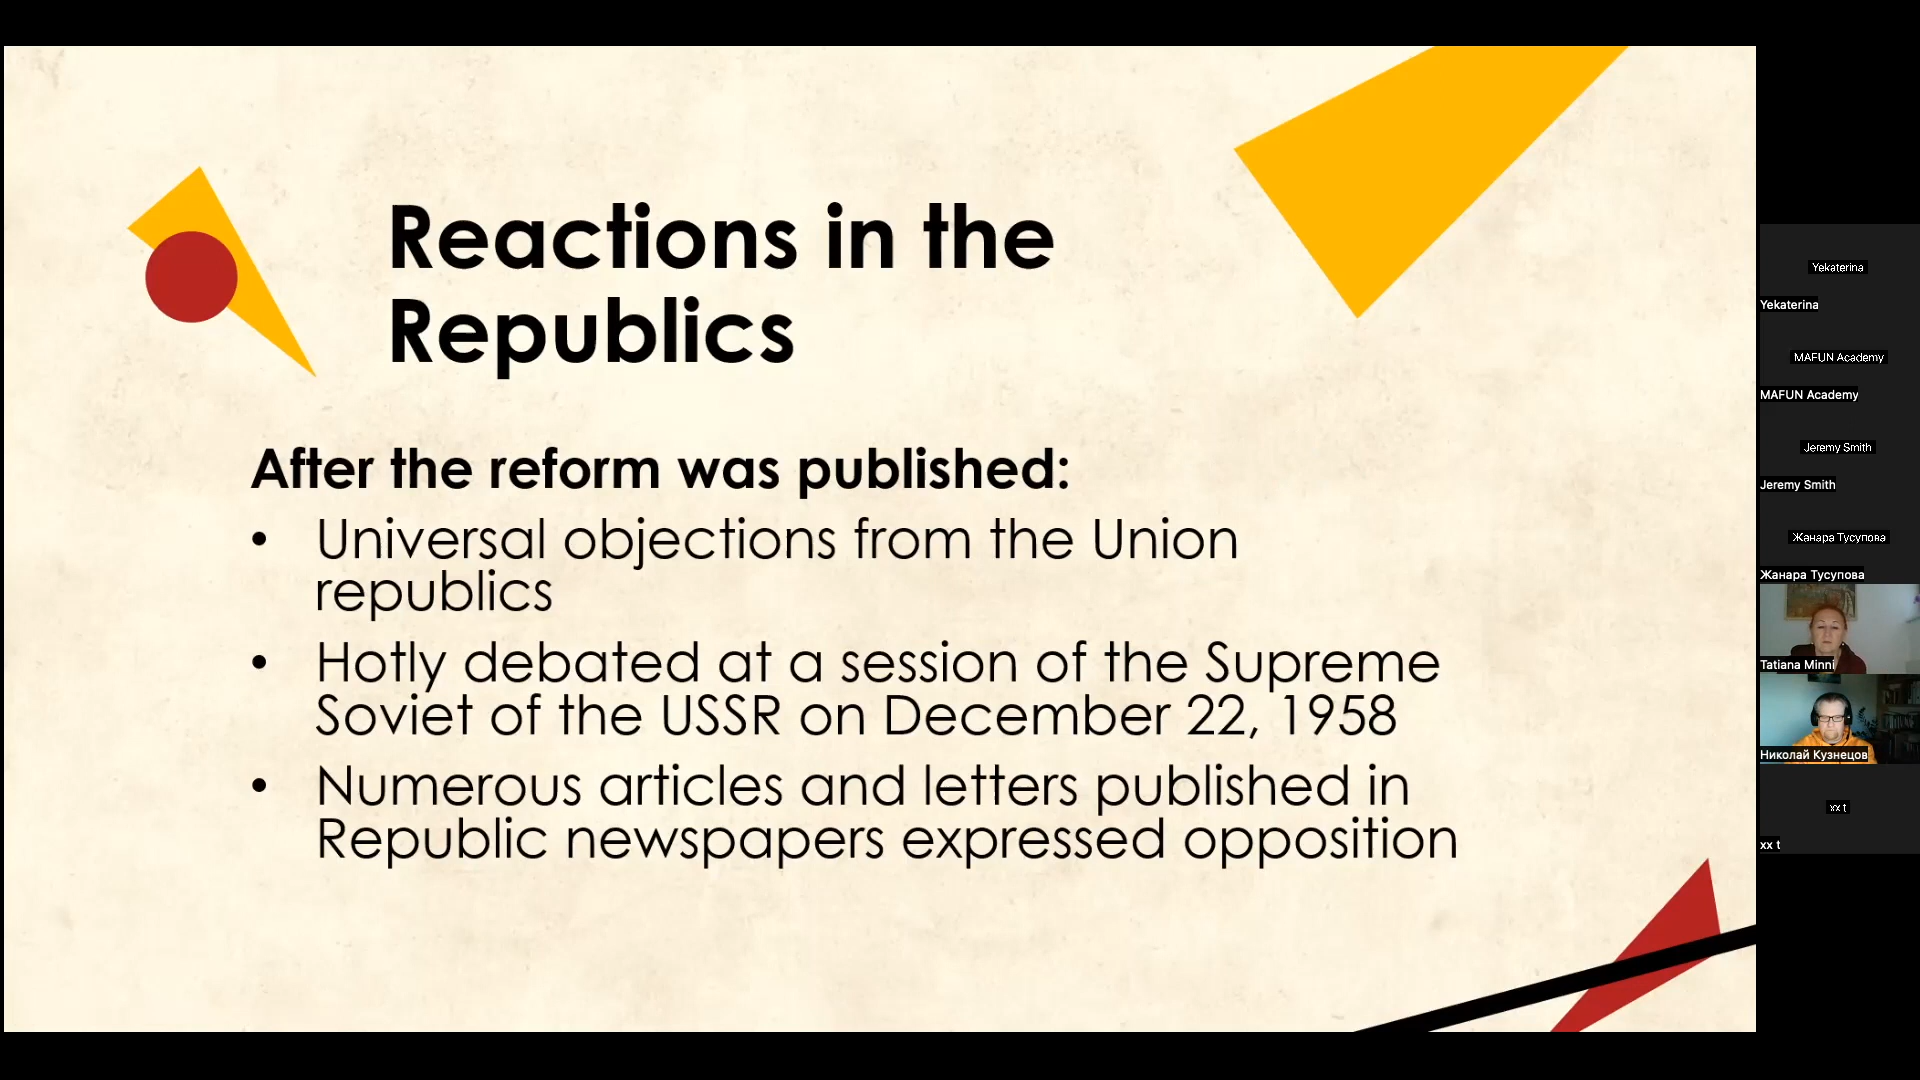 Reactions in the
Republics
After the reform was published:
• Universal objections from the Union
republics
• Hotly debated at a session of the Supreme
Soviet of the USSR on December 22, 1958
• Numerous articles and letters published in
Republic newspapers expressed opposition
Yekaterina
Yekaterina
MAFUN Academy
MAFUN Academy
Jeremy Smith
Jeremy Smith
Жанара Тусупова
Жанара Тусупова
Tatiana Minni
Николай Кузнецов
xx t
xx t